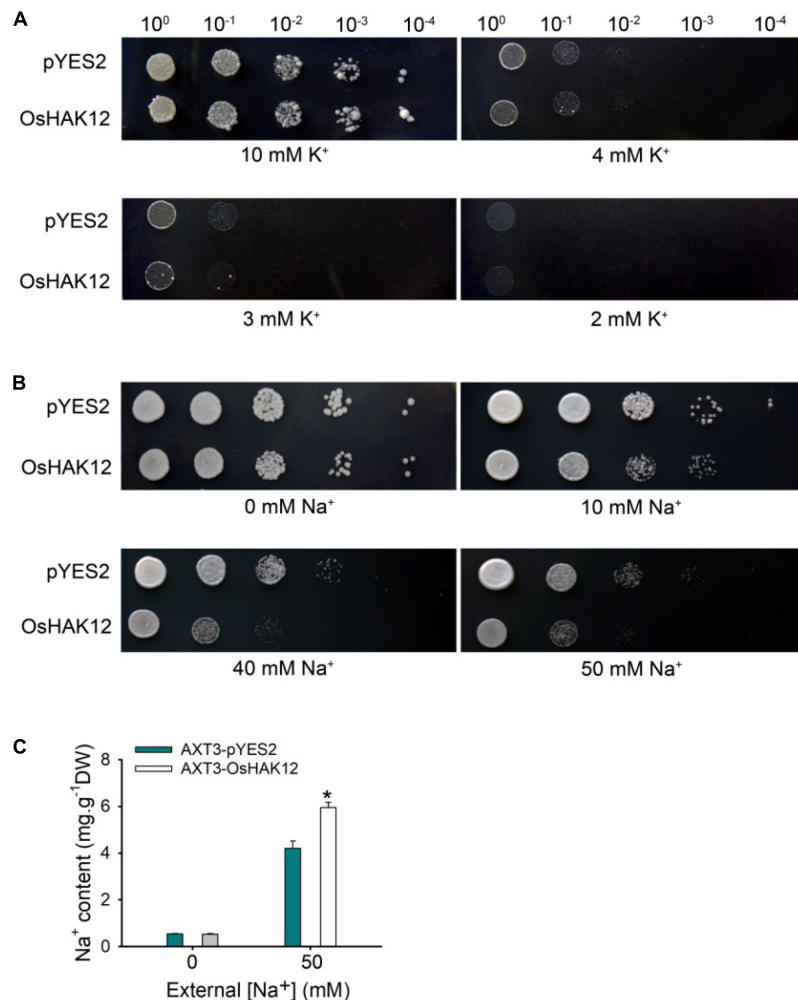 A
10⁰ 10⁻¹ 10⁻² 10⁻³ 10⁻⁴ 10⁰ 10⁻¹ 10⁻² 10⁻³ 10⁻⁴
pYES2
OsHAK12
10 mM K⁺ 4 mM K⁺
pYES2
OsHAK12
3 mM K⁺ 2 mM K⁺
B
pYES2
OsHAK12
0 mM Na⁺ 10 mM Na⁺
pYES2
OsHAK12
40 mM Na⁺ 50 mM Na⁺
C
AXT3-pYES2
AXT3-OsHAK12
Na⁺ content (mg.g⁻¹DW)
8
6
4
2
0
*
0 50
External [Na⁺] (mM)